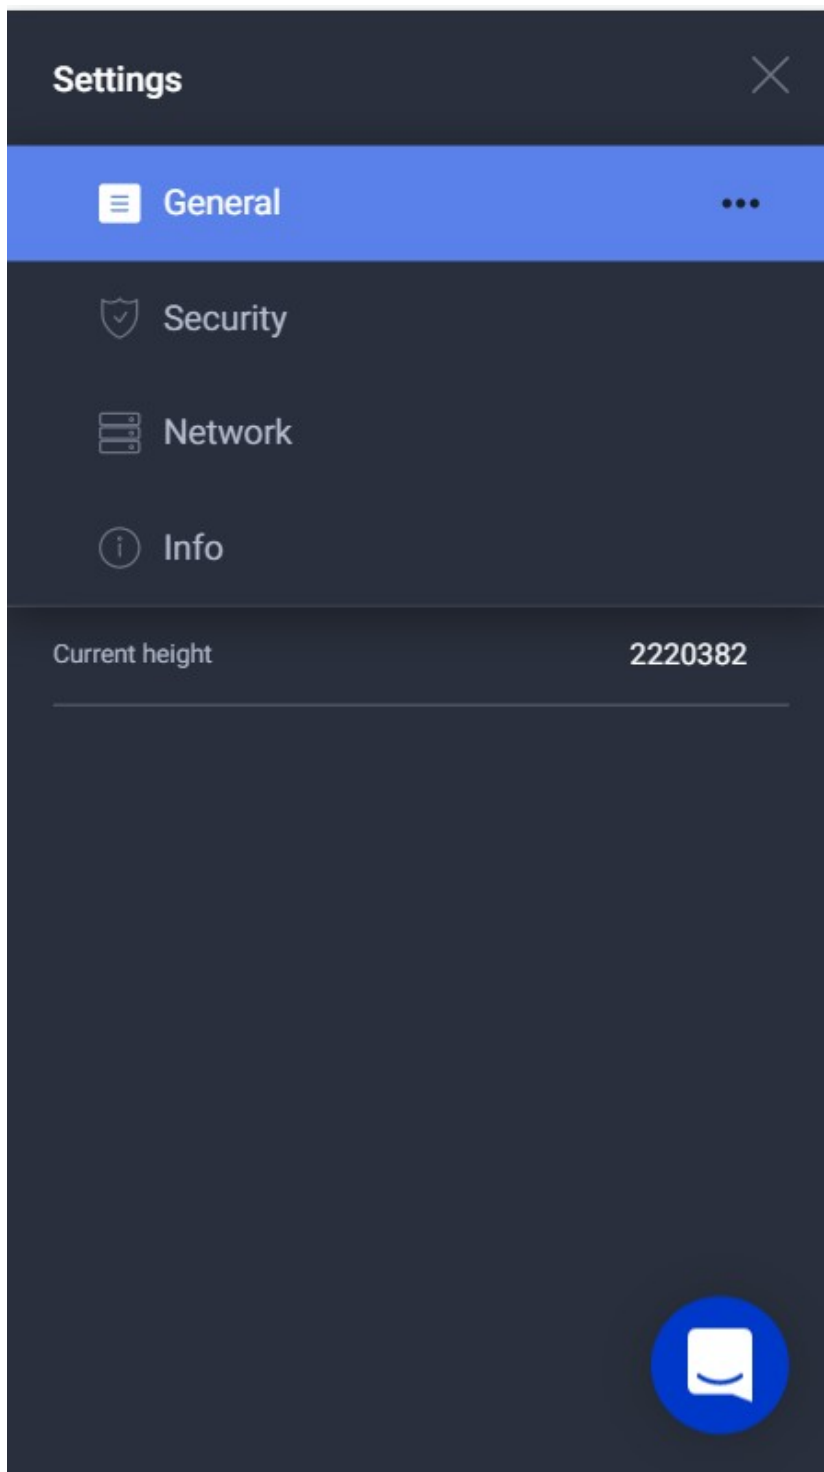 Settings
General
Security
Network
Info
Current height 2220382